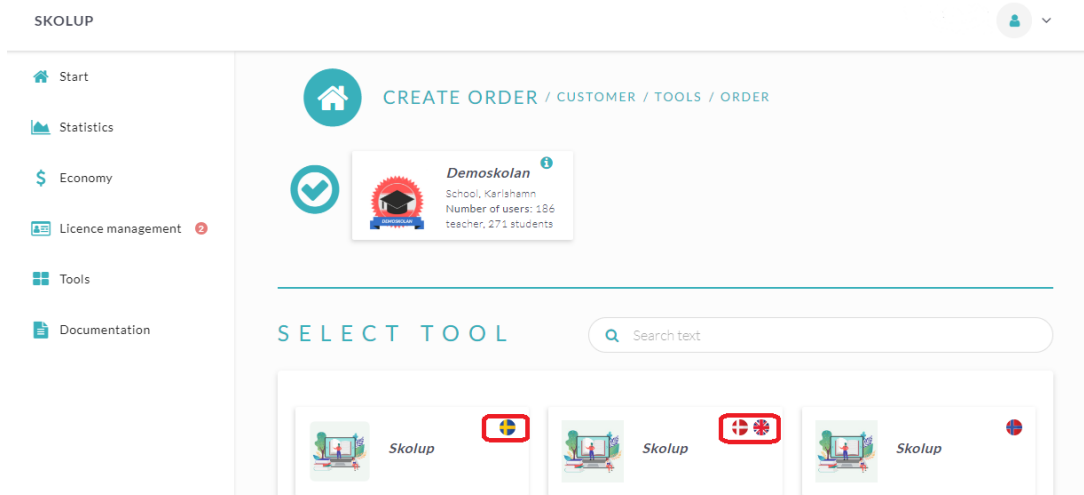 SKOLUP
Start
Statistics
Economy
Licence management 2
Tools
Documentation
CREATE ORDER / CUSTOMER / TOOLS / ORDER
Demoskolan
School, Karlshamn
Number of users: 186
teacher, 271 students
DEMOSKOLAN
SELECT TOOL
Search text
Skolup
Skolup
Skolup